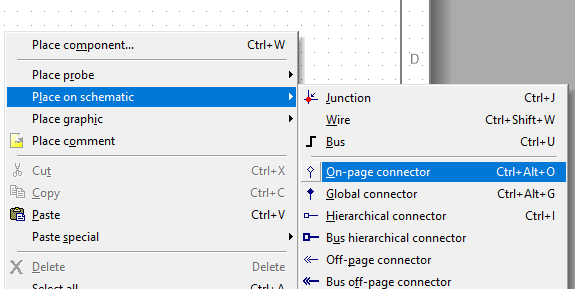 Place component... Ctrl+W
D
Place probe
Place on schematic
Place graphic
Place comment
Cut Ctrl+X
Copy Ctrl+C
Paste Ctrl+V
Paste special
Delete Delete
Select all Ctrl+A
Junction Ctrl+J
Wire Ctrl+Shift+W
Bus Ctrl+U
On-page connector Ctrl+Alt+O
Global connector Ctrl+Alt+G
Hierarchical connector Ctrl+I
Bus hierarchical connector
Off-page connector
Bus off-page connector